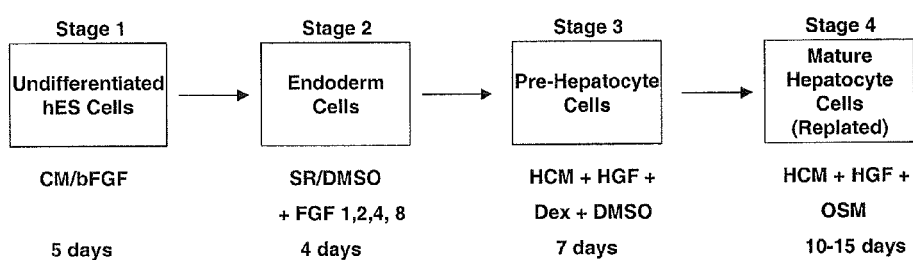 Stage 1
Undifferentiated
hES Cells
CM/bFGF
5 days
Stage 2
Endoderm
Cells
SR/DMSO
+ FGF 1,2,4, 8
4 days
Stage 3
Pre-Hepatocyte
Cells
HCM + HGF +
Dex + DMSO
7 days
Stage 4
Mature
Hepatocyte
Cells
(Replated)
HCM + HGF +
OSM
10-15 days